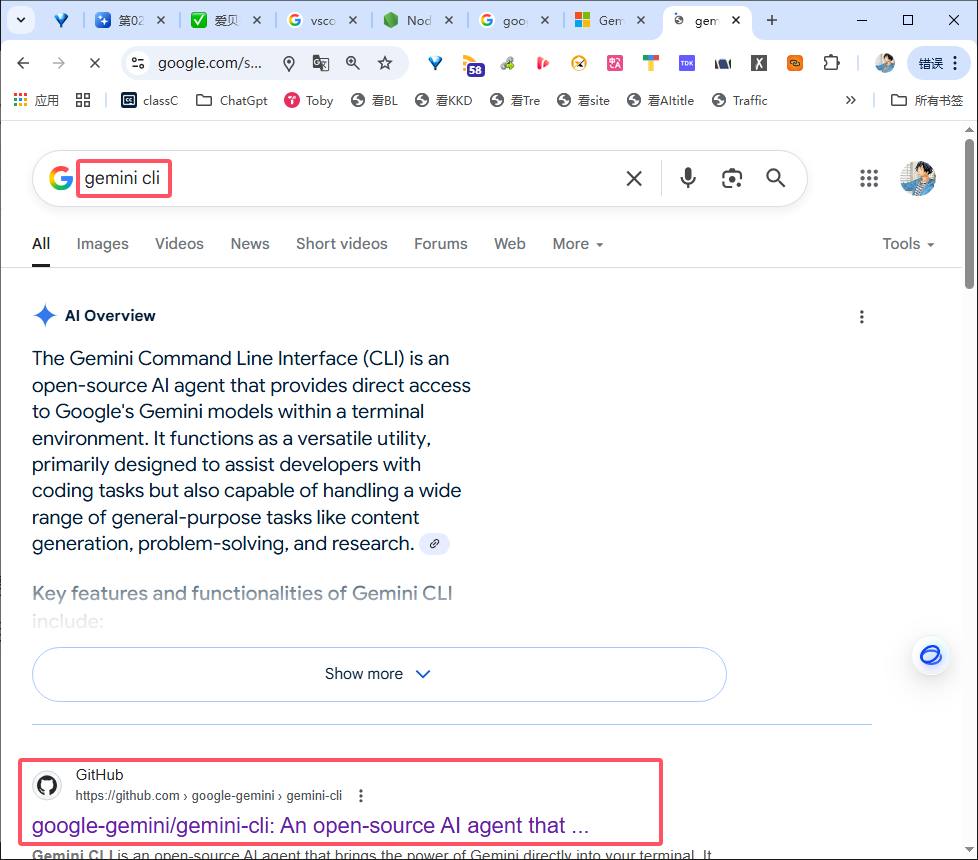 第02
爱贝
vsco
Nod
goo
Gem
gem
google.com/s...
58
TDK
错误
应用
classC
ChatGpt
Toby
看BL
看KKD
看Tre
看site
看AItitle
Traffic
所有书签
gemini cli
All
Images
Videos
News
Short videos
Forums
Web
More
Tools
AI Overview
The Gemini Command Line Interface (CLI) is an
open-source AI agent that provides direct access
to Google's Gemini models within a terminal
environment. It functions as a versatile utility,
primarily designed to assist developers with
coding tasks but also capable of handling a wide
range of general-purpose tasks like content
generation, problem-solving, and research.
Key features and functionalities of Gemini CLI
include:
Show more
GitHub
https://github.com › google-gemini › gemini-cli
google-gemini/gemini-cli: An open-source AI agent that ...
Gemini CLI is an open-source AI agent that brings the power of Gemini directly into your terminal. It